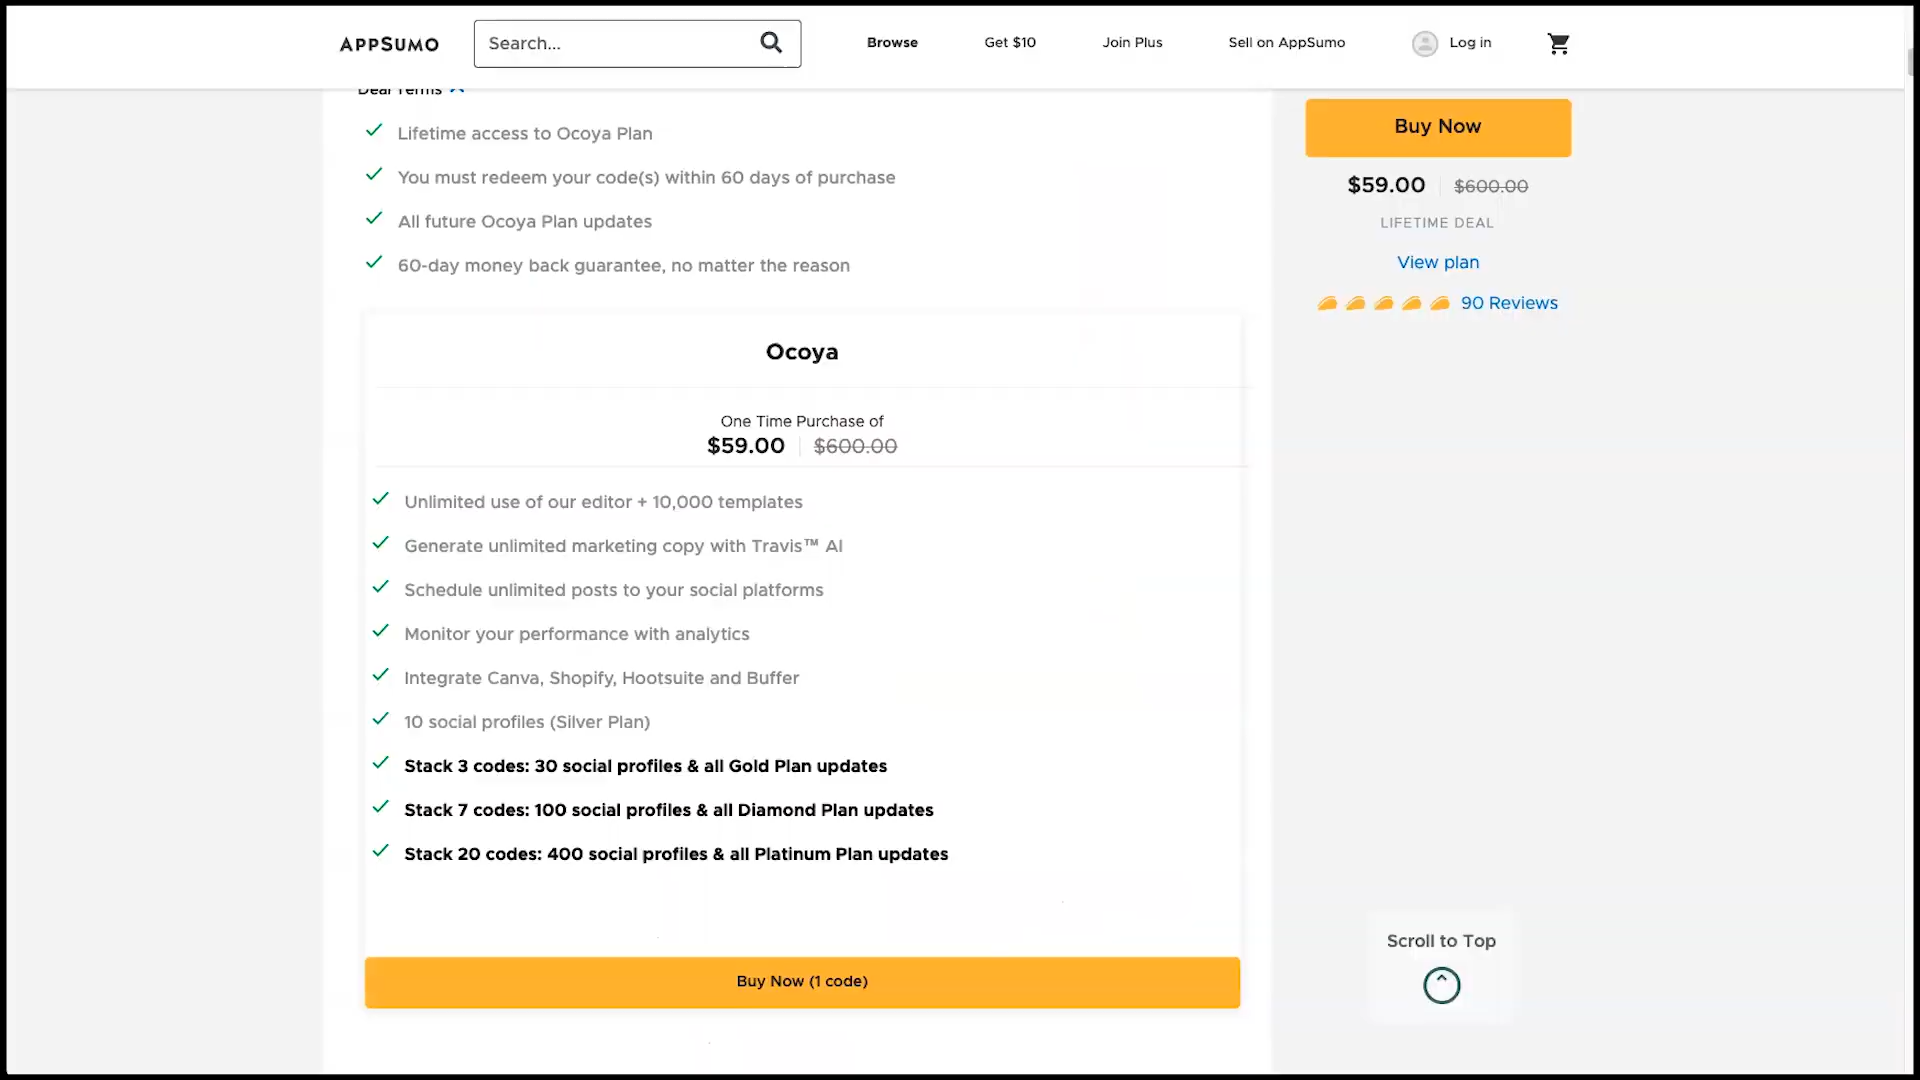 APPSUMO
Search...
Browse
Get $10
Join Plus
Sell on AppSumo
Log in
Deal Terms
Lifetime access to Ocoya Plan
You must redeem your code(s) within 60 days of purchase
All future Ocoya Plan updates
60-day money back guarantee, no matter the reason
Ocoya
One Time Purchase of
$59.00 $600.00
Unlimited use of our editor + 10,000 templates
Generate unlimited marketing copy with Travis™ AI
Schedule unlimited posts to your social platforms
Monitor your performance with analytics
Integrate Canva, Shopify, Hootsuite and Buffer
10 social profiles (Silver Plan)
Stack 3 codes: 30 social profiles & all Gold Plan updates
Stack 7 codes: 100 social profiles & all Diamond Plan updates
Stack 20 codes: 400 social profiles & all Platinum Plan updates
Buy Now (1 code)
Buy Now
$59.00 $600.00
LIFETIME DEAL
View plan
90 Reviews
Scroll to Top